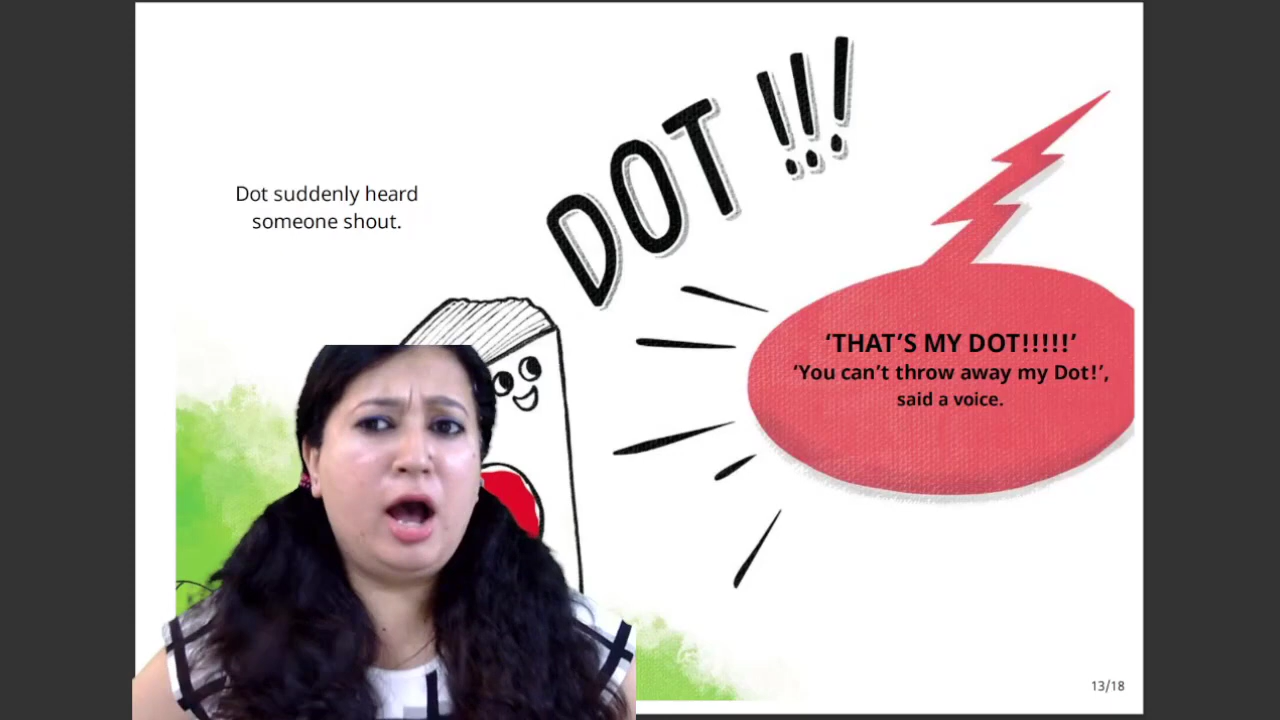 Dot suddenly heard
someone shout.
DOT !!!
‘THAT’S MY DOT!!!!!’
‘You can’t throw away my Dot!’,
said a voice.
13/18